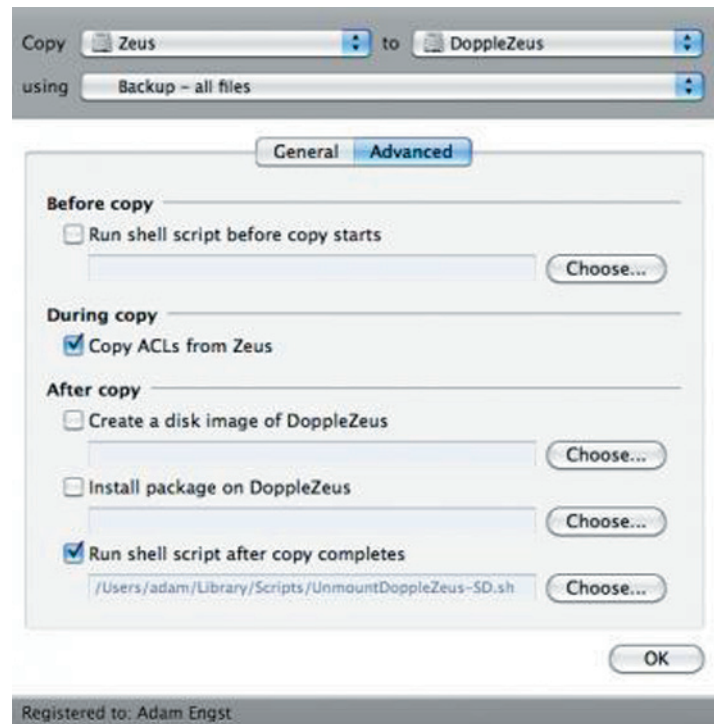 Copy Zeus to DoppleZeus
using Backup – all files
General Advanced
Before copy
Run shell script before copy starts
Choose...
During copy
Copy ACLs from Zeus
After copy
Create a disk image of DoppleZeus
Choose...
Install package on DoppleZeus
Choose...
Run shell script after copy completes
/Users/adam/Library/Scripts/UnmountDoppleZeus-SD.sh Choose...
OK
Registered to: Adam Engst